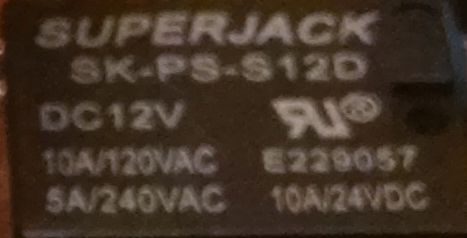 SUPERJACK
SK-PS-S12D
DC12V
10A/120VAC E229057
5A/240VAC 10A/24VDC